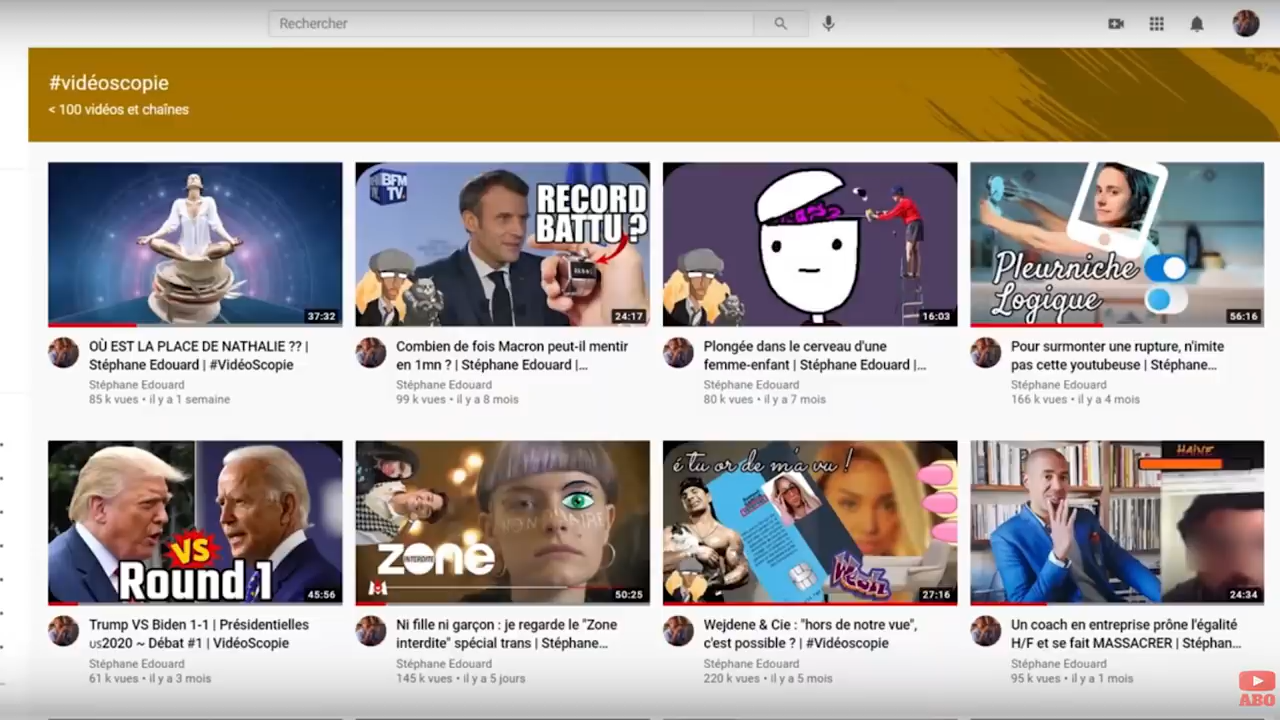 Rechercher
#vidéoscopie
< 100 vidéos et chaînes
37:32
BFM
TV.
RECORD
BATTU ?
24:17
16:03
Pleurniche
Logique
56:16
OÙ EST LA PLACE DE NATHALIE ?? |
Stéphane Edouard | #VidéoScopie
Stéphane Edouard
85 k vues • il y a 1 semaine
Combien de fois Macron peut-il mentir
en 1mn ? | Stéphane Edouard |...
Stéphane Edouard
99 k vues • il y a 8 mois
Plongée dans le cerveau d'une
femme-enfant | Stéphane Edouard |...
Stéphane Edouard
80 k vues • il y a 7 mois
Pour surmonter une rupture, n'imite
pas cette youtubeuse | Stéphane...
Stéphane Edouard
166 k vues • il y a 4 mois
VS
Round 1
45:56
ZONE
INTERDITE
NON BINAIRE
M
50:25
é tu or de m'a vu !
27:16
HAINE
24:34
Trump VS Biden 1-1 | Présidentielles
us2020 ~ Débat #1 | VidéoScopie
Stéphane Edouard
61 k vues • il y a 3 mois
Ni fille ni garçon : je regarde le "Zone
interdite" spécial trans | Stéphane...
Stéphane Edouard
145 k vues • il y a 5 jours
Wejdene & Cie : "hors de notre vue",
c'est possible ? | #Vidéoscopie
Stéphane Edouard
220 k vues • il y a 5 mois
Un coach en entreprise prône l'égalité
H/F et se fait MASSACRER | Stéphan...
Stéphane Edouard
95 k vues • il y a 1 mois
ABO